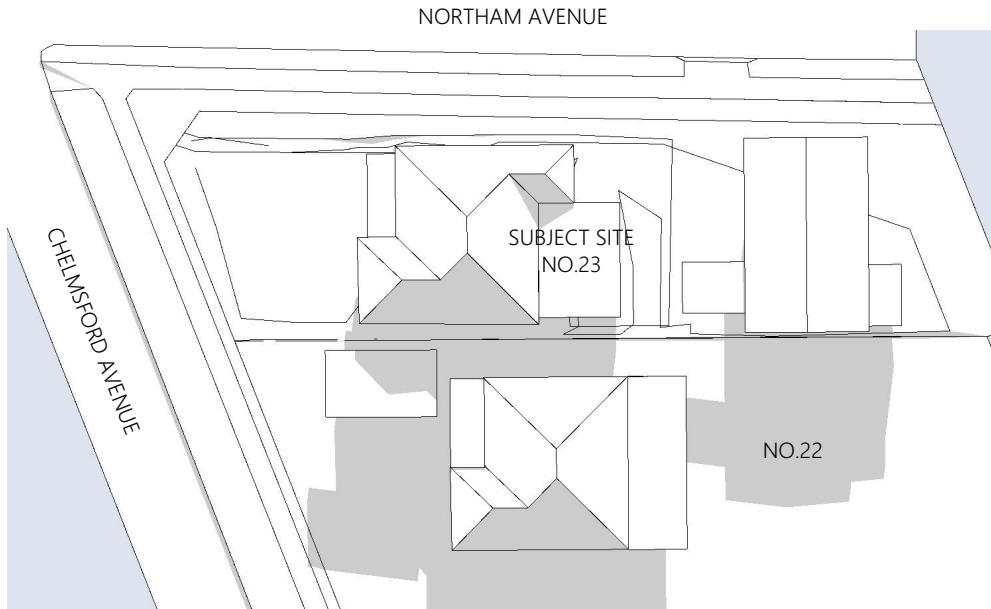 NORTHAM AVENUE
SUBJECT SITE
NO.23
CHELMSFORD AVENUE
NO.22